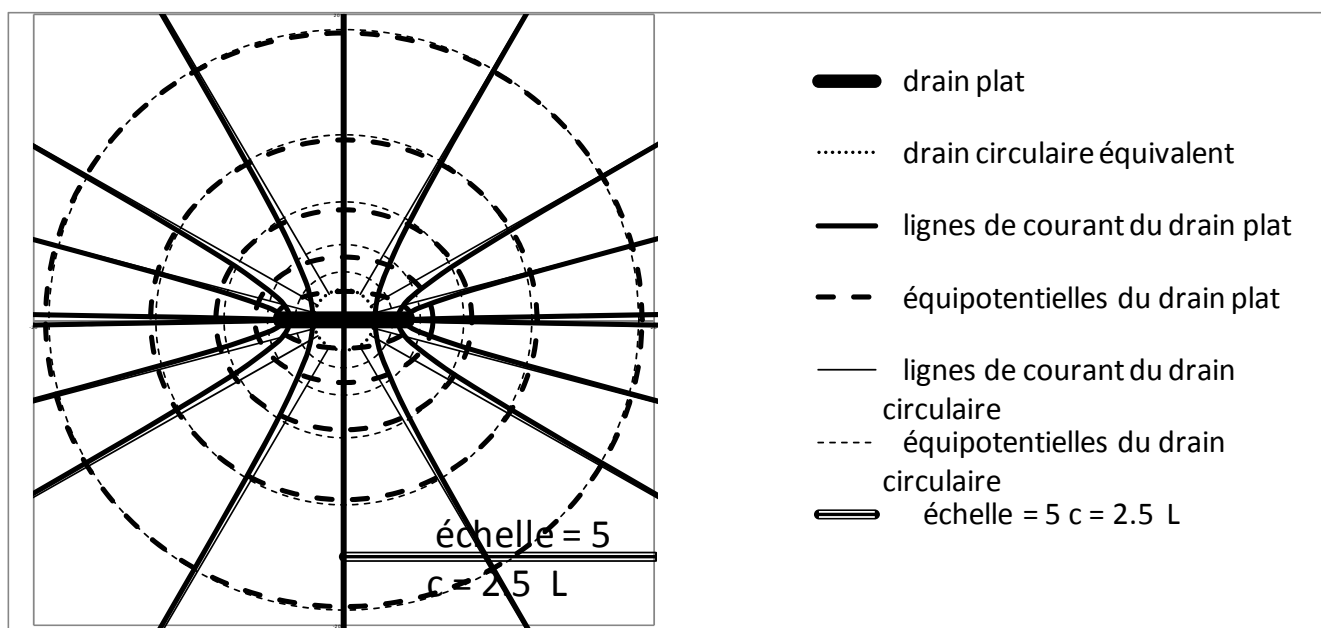 échelle = 5
c = 2.5 L
drain plat
drain circulaire équivalent
lignes de courant du drain plat
équipotentielles du drain plat
lignes de courant du drain
circulaire
équipotentielles du drain
circulaire
échelle = 5 c = 2.5 L